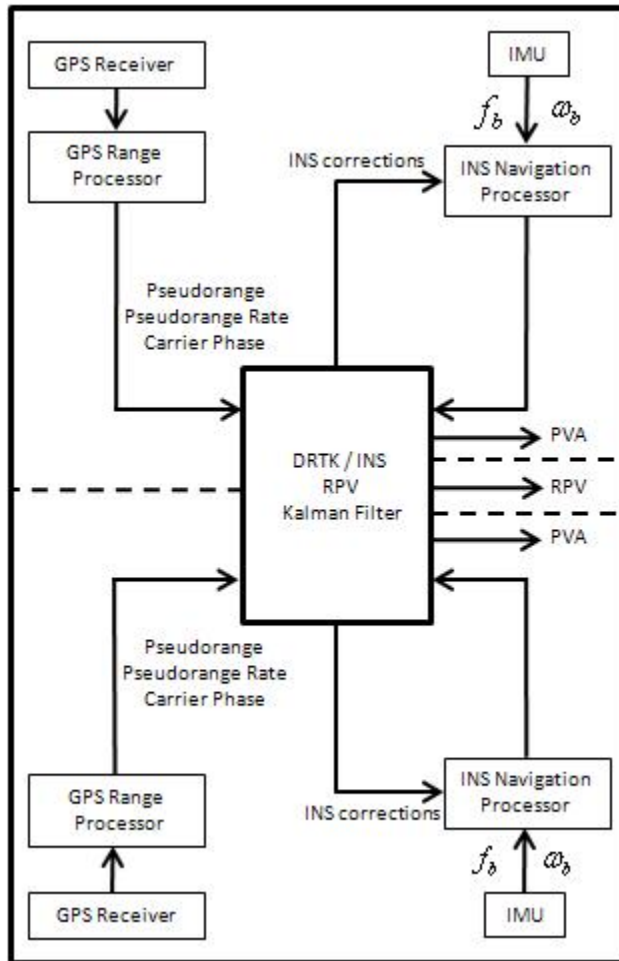 GPS Receiver
GPS Range
Processor
IMU
f_b ω_b
INS corrections
INS Navigation
Processor
Pseudorange
Pseudorange Rate
Carrier Phase
DRTK / INS
RPV
Kalman Filter
PVA
RPV
PVA
Pseudorange
Pseudorange Rate
Carrier Phase
GPS Range
Processor
GPS Receiver
INS corrections
INS Navigation
Processor
f_b ω_b
IMU